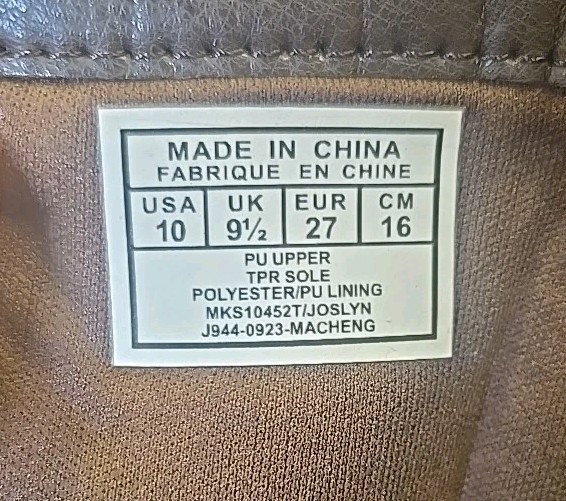 MADE IN CHINA
FABRIQUE EN CHINE
USA UK EUR CM
10 9½ 27 16
PU UPPER
TPR SOLE
POLYESTER/PU LINING
MKS10452T/JOSLYN
J944-0923-MACHENG